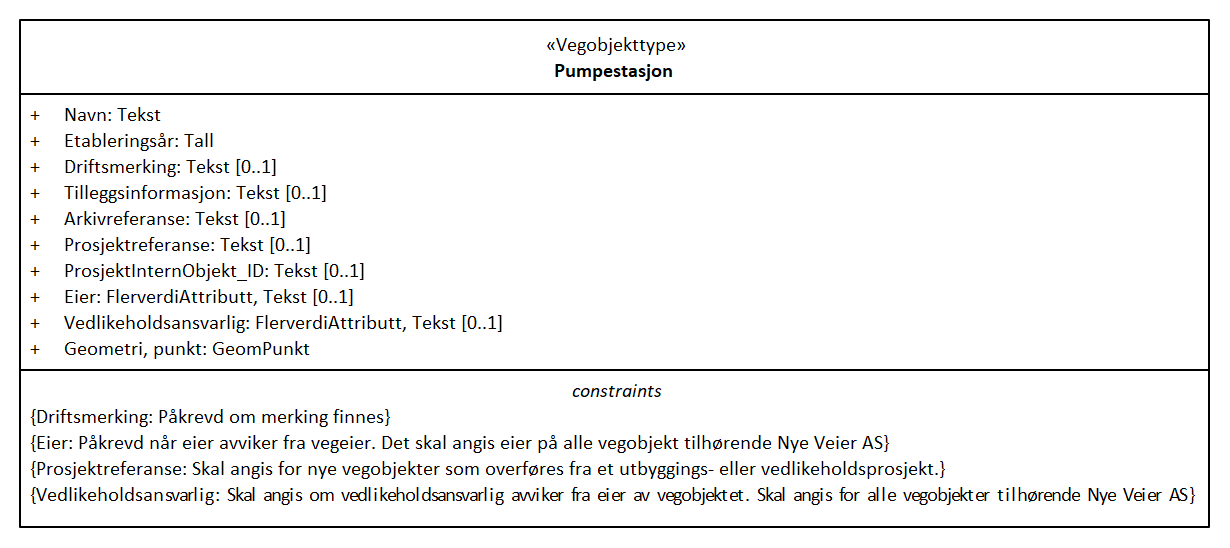 «Vegobjekttype»
Pumpestasjon
+ Navn: Tekst
+ Etableringsår: Tall
+ Driftsmerking: Tekst [0..1]
+ Tilleggsinformasjon: Tekst [0..1]
+ Arkivreferanse: Tekst [0..1]
+ Prosjektreferanse: Tekst [0..1]
+ ProsjektInternObjekt_ID: Tekst [0..1]
+ Eier: FlerverdiAttributt, Tekst [0..1]
+ Vedlikeholdsansvarlig: FlerverdiAttributt, Tekst [0..1]
+ Geometri, punkt: GeomPunkt
constraints
{Driftsmerking: Påkrevd om merking finnes}
{Eier: Påkrevd når eier avviker fra vegeier. Det skal angis eier på alle vegobjekt tilhørende Nye Veier AS}
{Prosjektreferanse: Skal angis for nye vegobjekter som overføres fra et utbyggings- eller vedlikeholdsprosjekt.}
{Vedlikeholdsansvarlig: Skal angis om vedlikeholdsansvarlig avviker fra eier av vegobjektet. Skal angis for alle vegobjekter tilhørende Nye Veier AS}